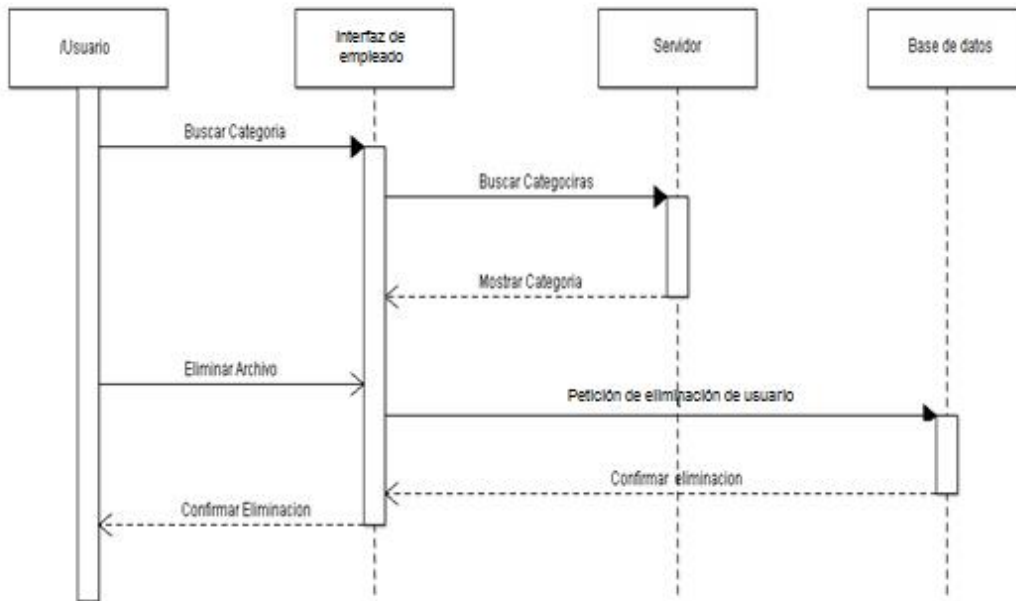 /Usuario
Interfaz de
empleado
Servidor
Base de datos
Buscar Categoria
Buscar Categociras
Mostrar Categoria
Eliminar Archivo
Petición de eliminación de usuario
Confirmar eliminacion
Confirmar Eliminacion